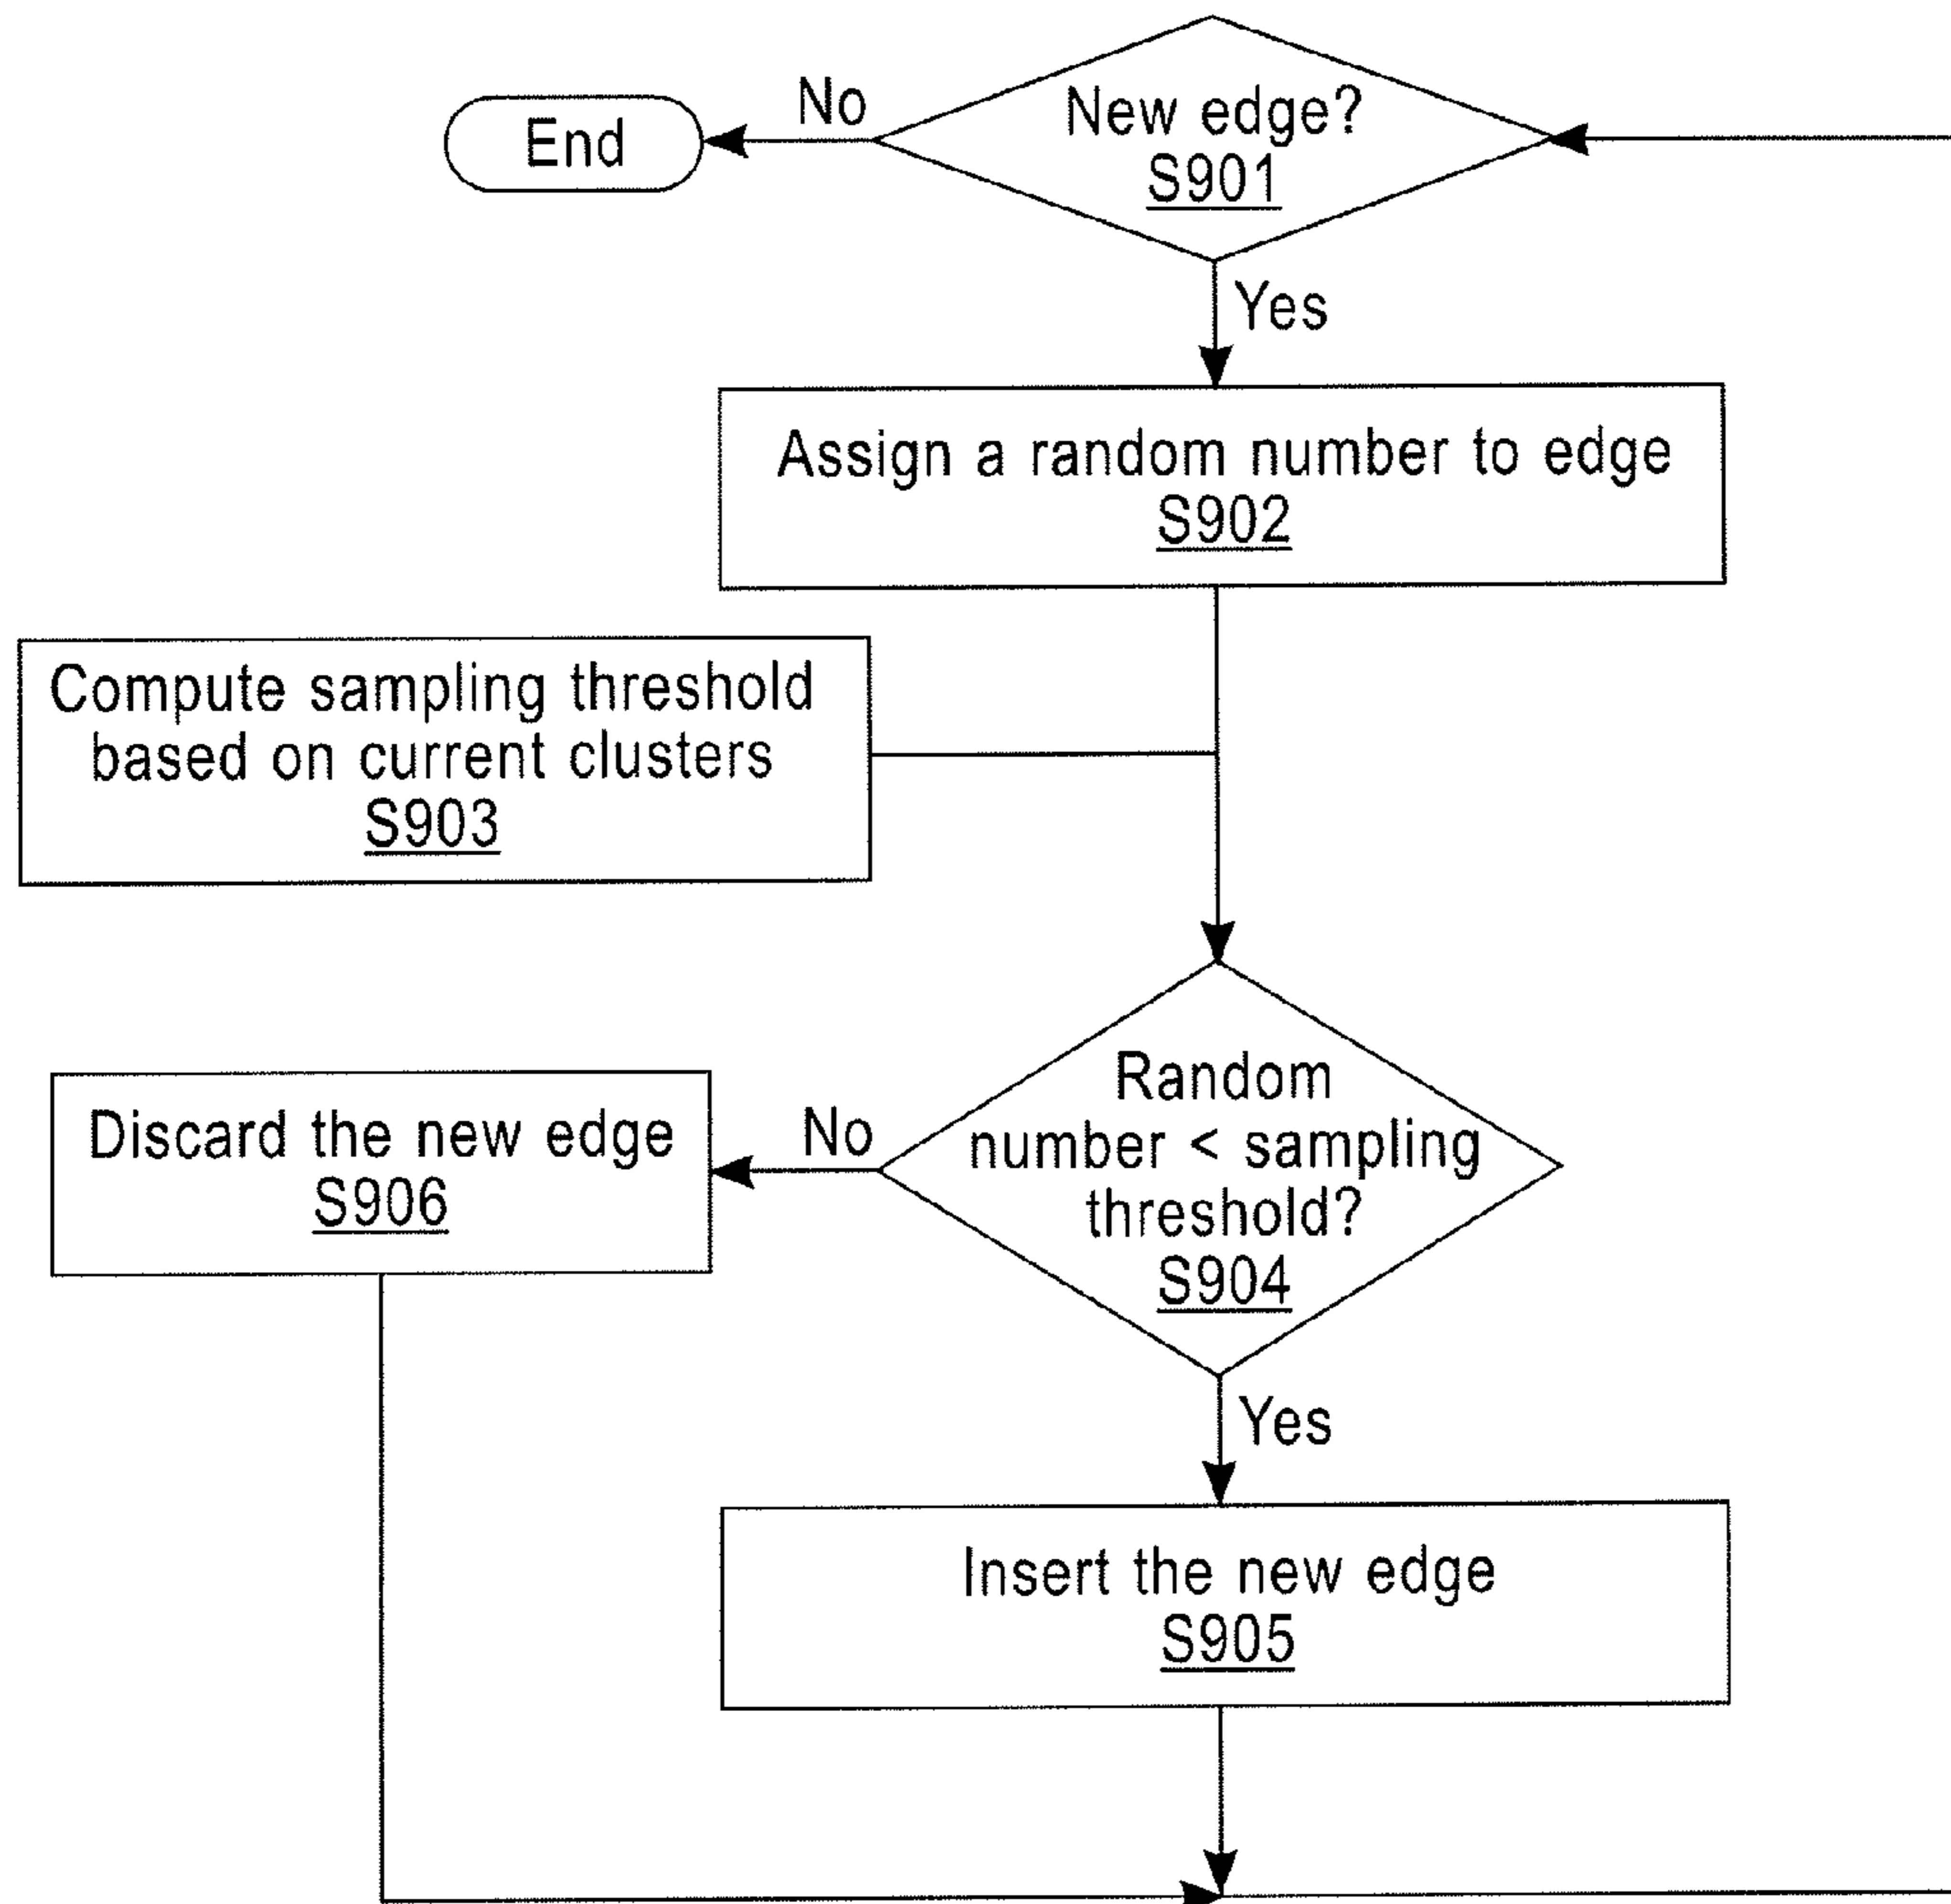 New edge?
S901
No
End
Yes
Assign a random number to edge
S902
Compute sampling threshold
based on current clusters
S903
Random
number < sampling
threshold?
S904
No
Discard the new edge
S906
Yes
Insert the new edge
S905